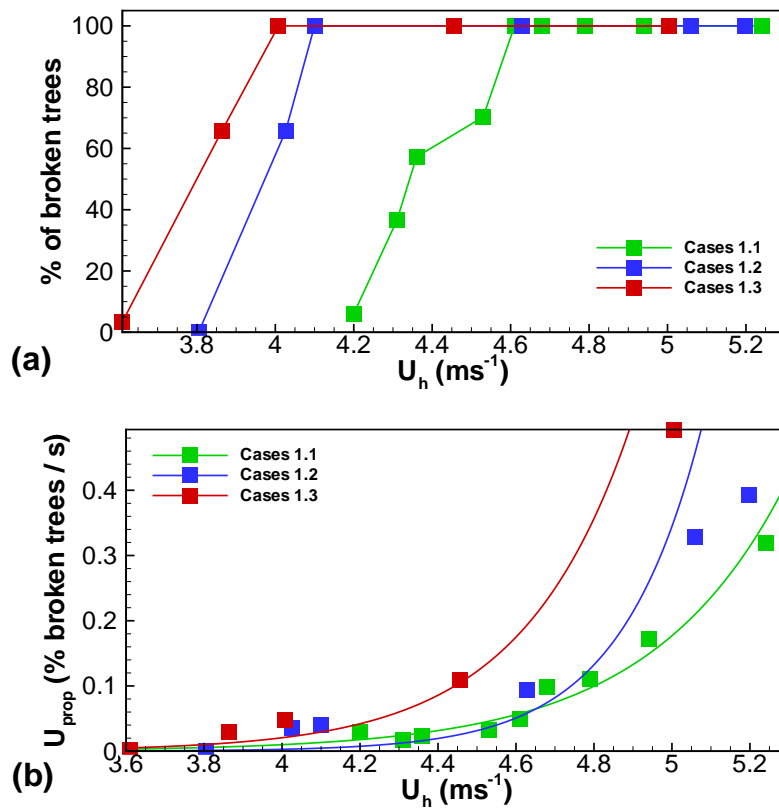 100
80
60
40
20
0
% of broken trees
Cases 1.1
Cases 1.2
Cases 1.3
3.8 4 4.2 4.4 4.6 4.8 5 5.2
U_h (ms^-1)
(a)
Cases 1.1
Cases 1.2
Cases 1.3
0.4
0.3
0.2
0.1
0
U_prop (% broken trees / s)
3.6 3.8 4 4.2 4.4 4.6 4.8 5 5.2
U_h (ms^-1)
(b)